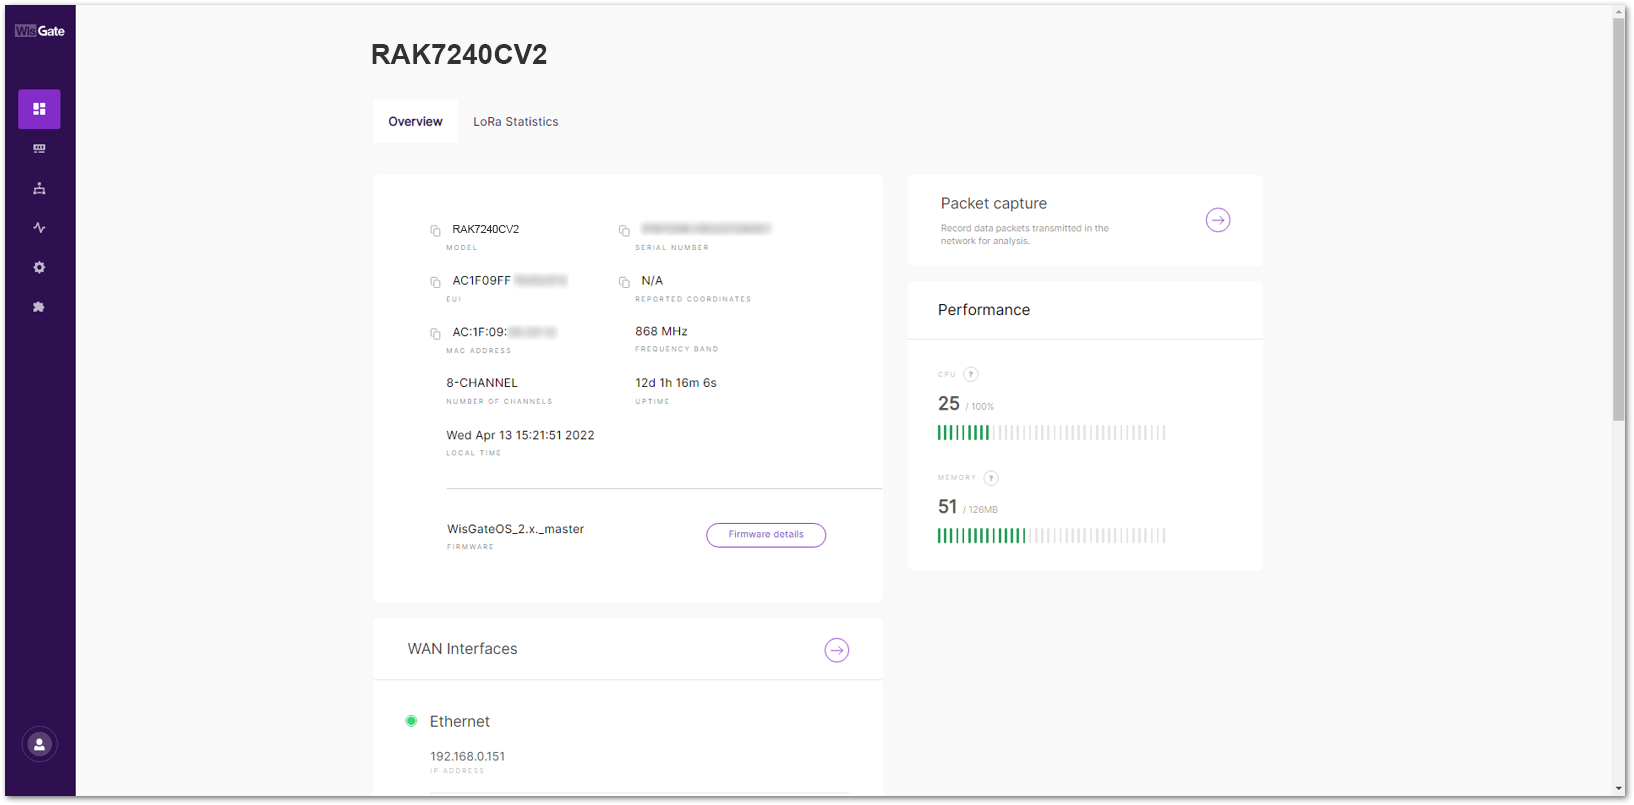 WisGate
RAK7240CV2
Overview
LoRa Statistics
RAK7240CV2
MODEL
SERIAL NUMBER
AC1F09FF
EUI
N/A
REPORTED COORDINATES
AC:1F:09:
MAC ADDRESS
868 MHz
FREQUENCY BAND
8-CHANNEL
NUMBER OF CHANNELS
12d 1h 16m 6s
UPTIME
Wed Apr 13 15:21:51 2022
LOCAL TIME
WisGateOS_2.x._master
FIRMWARE
Firmware details
WAN Interfaces
Ethernet
192.168.0.151
IP ADDRESS
Packet capture
Record data packets transmitted in the
network for analysis.
Performance
CPU ?
25 / 100%
MEMORY ?
51 / 126MB